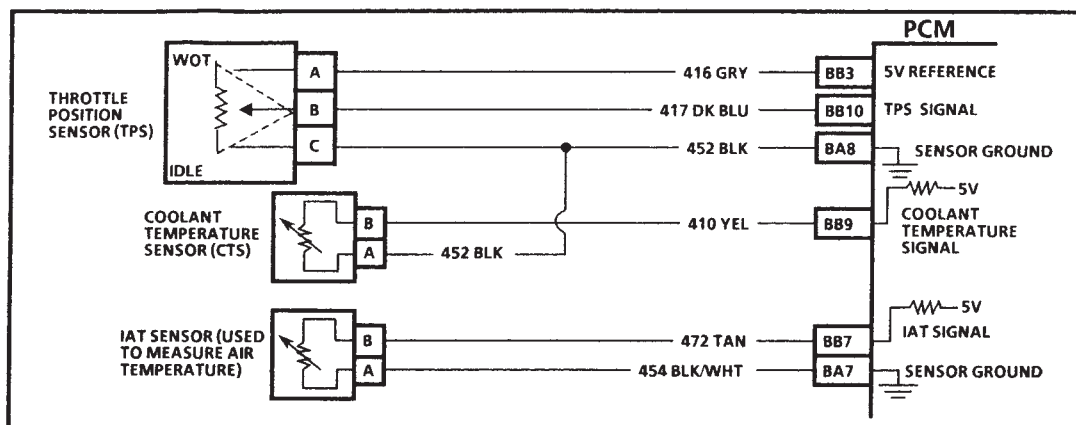 PCM
WOT
THROTTLE
POSITION
SENSOR (TPS)
IDLE
A
B
C
416 GRY
BB3
5V REFERENCE
417 DK BLU
BB10
TPS SIGNAL
452 BLK
BA8
SENSOR GROUND
5V
COOLANT
TEMPERATURE
SENSOR (CTS)
B
A
410 YEL
BB9
COOLANT
TEMPERATURE
SIGNAL
452 BLK
5V
IAT SENSOR (USED
TO MEASURE AIR
TEMPERATURE)
B
A
472 TAN
BB7
IAT SIGNAL
454 BLK/WHT
BA7
SENSOR GROUND